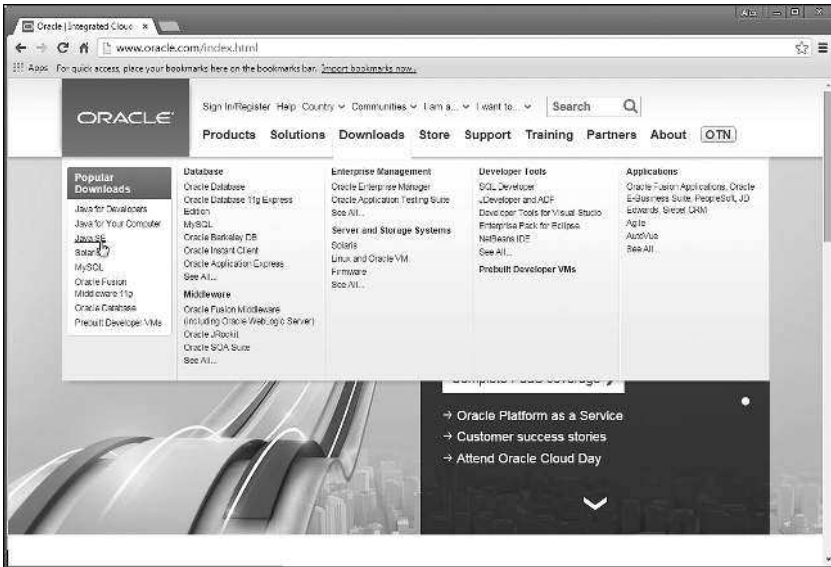 Oracle | Integrated Clouc
www.oracle.com/index.html
Apps For quick access, place your bookmarks here on the bookmarks bar. Import bookmarks now...
ORACLE
Sign In/Register Help Country Communities I am a... I want to... Search
Products Solutions Downloads Store Support Training Partners About OTN
Popular
Downloads
Java for Developers
Java for Your Computer
Java SE
Solaris
MySQL
Oracle Fusion
Middleware 11g
Oracle Database
Prebuilt Developer VMs
Database
Oracle Database
Oracle Database 11g Express
Edition
MySQL
Oracle Berkeley DB
Oracle Instant Client
Oracle Application Express
See All...
Middleware
Oracle Fusion Middleware
(including Oracle WebLogic Server)
Oracle JRockit
Oracle SOA Suite
See All...
Enterprise Management
Oracle Enterprise Manager
Oracle Application Testing Suite
See All...
Server and Storage Systems
Solaris
Linux and Oracle VM
Firmware
See All...
Developer Tools
SQL Developer
JDeveloper and ADF
Developer Tools for Visual Studio
Enterprise Pack for Eclipse
NetBeans IDE
See All...
Prebuilt Developer VMs
Applications
Oracle Fusion Applications, Oracle
E-Business Suite, PeopleSoft, JD
Edwards, Siebel CRM
Agile
AutoVue
See All...
Complete PaaS coverage
→ Oracle Platform as a Service
→ Customer success stories
→ Attend Oracle Cloud Day